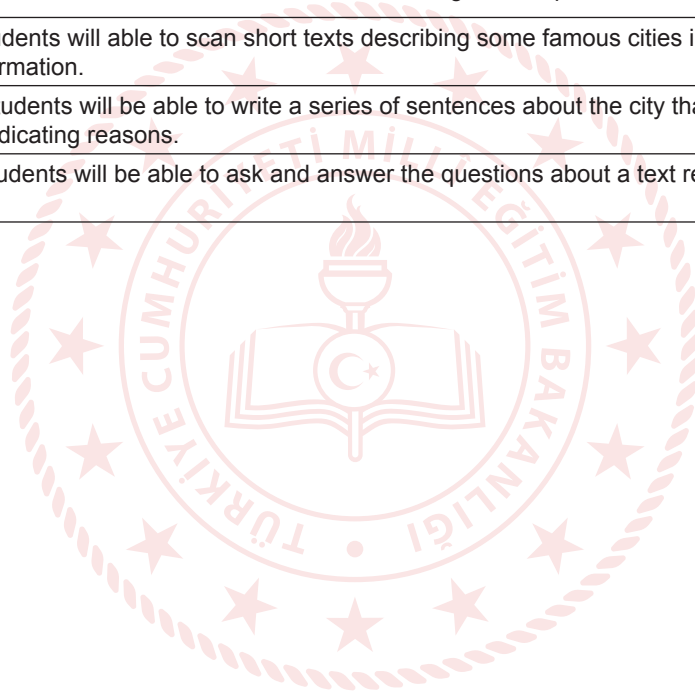 dents will able to scan short texts describing some famous cities i
rmation.
udents will be able to write a series of sentences about the city tha
dicating reasons.
udents will be able to ask and answer the questions about a text re
TÜRKİYE CUMHURİYETİ MİLLÎ EĞİTİM BAKANLIĞI